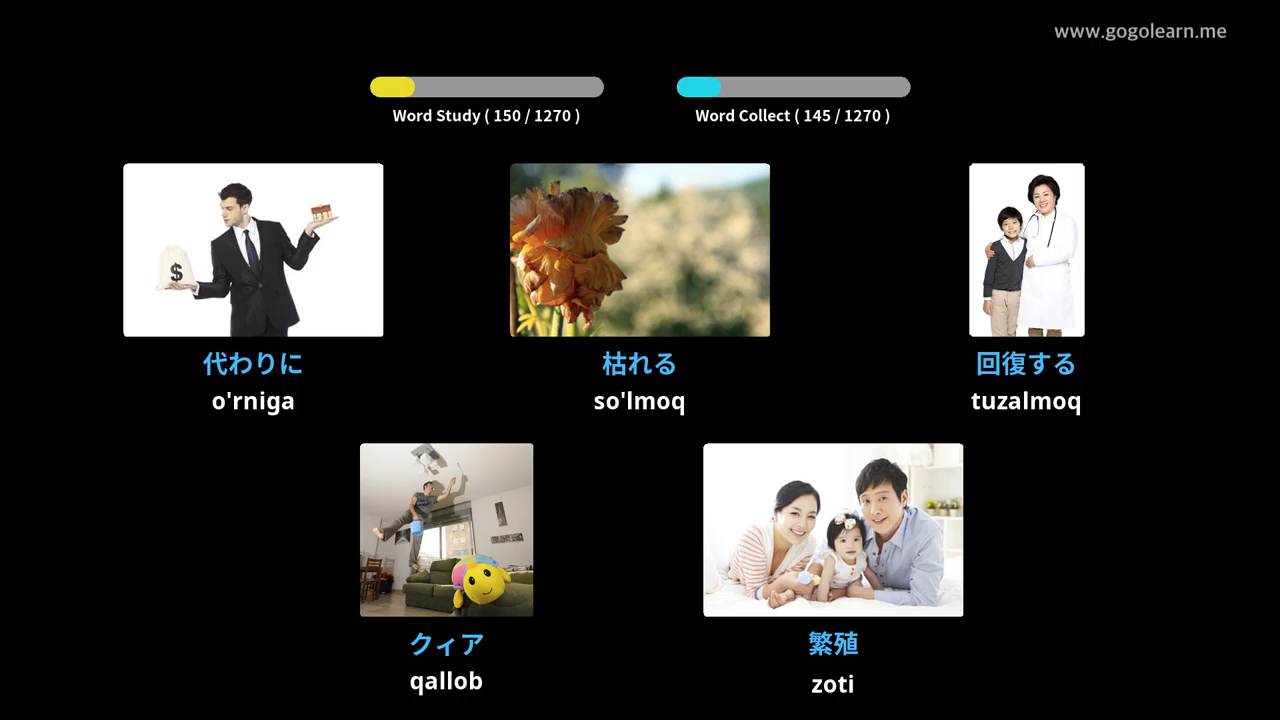 www.gogolearn.me
Word Study ( 150 / 1270 )
Word Collect ( 145 / 1270 )
$
代わりに
o'rniga
枯れる
so'lmoq
回復する
tuzalmoq
クィア
qallob
繁殖
zoti